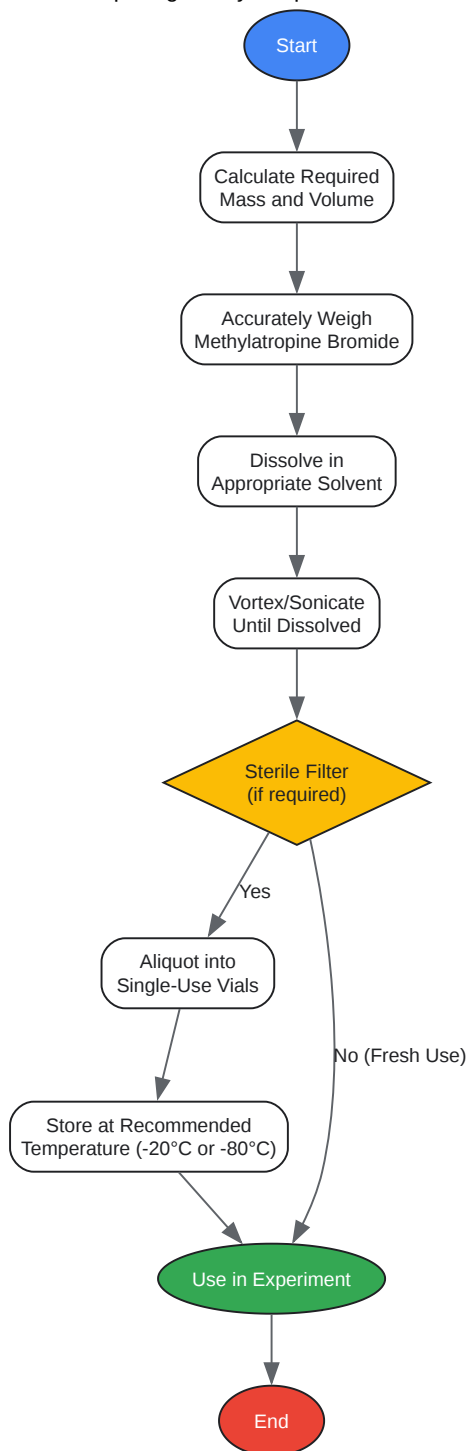 Start
Calculate Required
Mass and Volume
Accurately Weigh
Methylatropine Bromide
Dissolve in
Appropriate Solvent
Vortex/Sonicate
Until Dissolved
Sterile Filter
(if required)
Yes
Aliquot into
Single-Use Vials
No (Fresh Use)
Store at Recommended
Temperature (-20°C or -80°C)
Use in Experiment
End